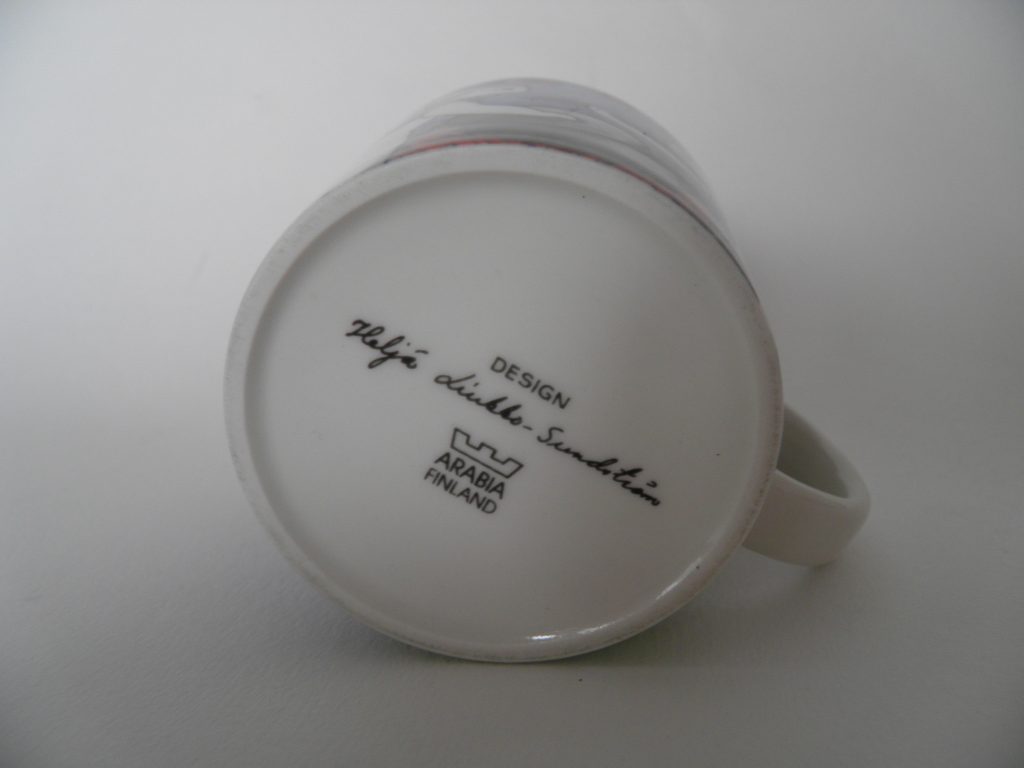 DESIGN
Heljä Liukko-Sundström
ARABIA
FINLAND